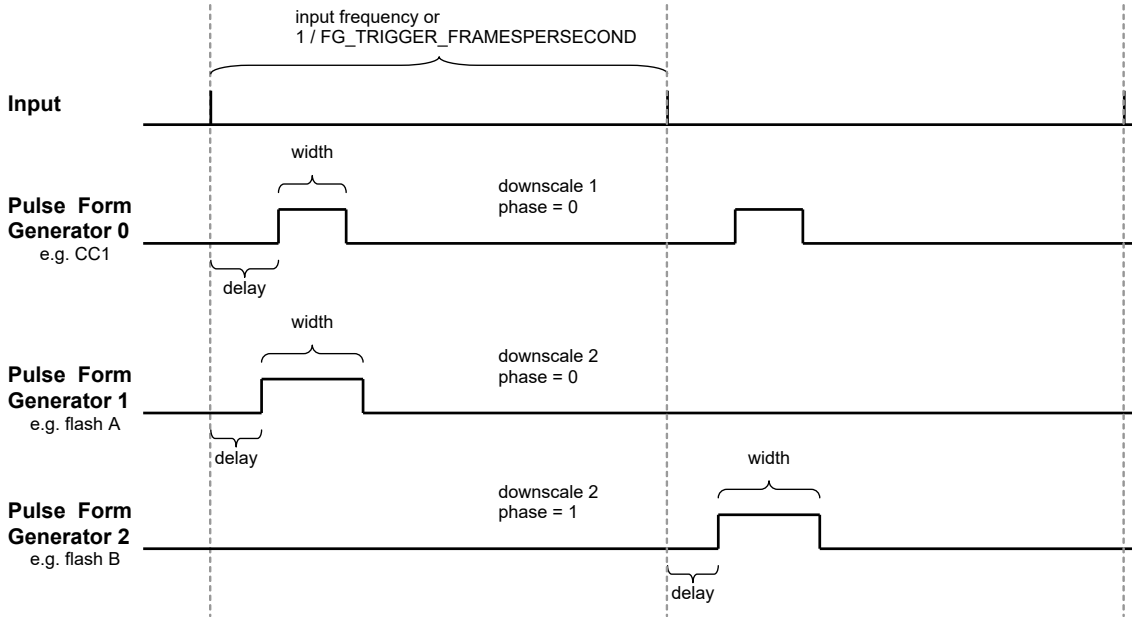 input frequency or
1 / FG_TRIGGER_FRAMESPERSECOND
Input
width
downscale 1
phase = 0
Pulse Form
Generator 0
e.g. CC1
delay
width
downscale 2
phase = 0
Pulse Form
Generator 1
e.g. flash A
delay
width
downscale 2
phase = 1
Pulse Form
Generator 2
e.g. flash B
delay